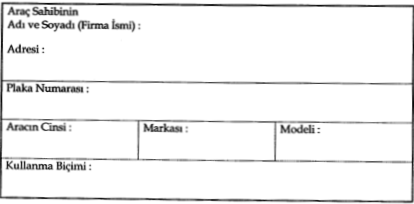 Araç Sahibinin
Adı ve Soyadı (Firma İsmi) :
Adresi :
Plaka Numarası :
Aracın Cinsi : Markası : Modeli :
Kullanma Biçimi :